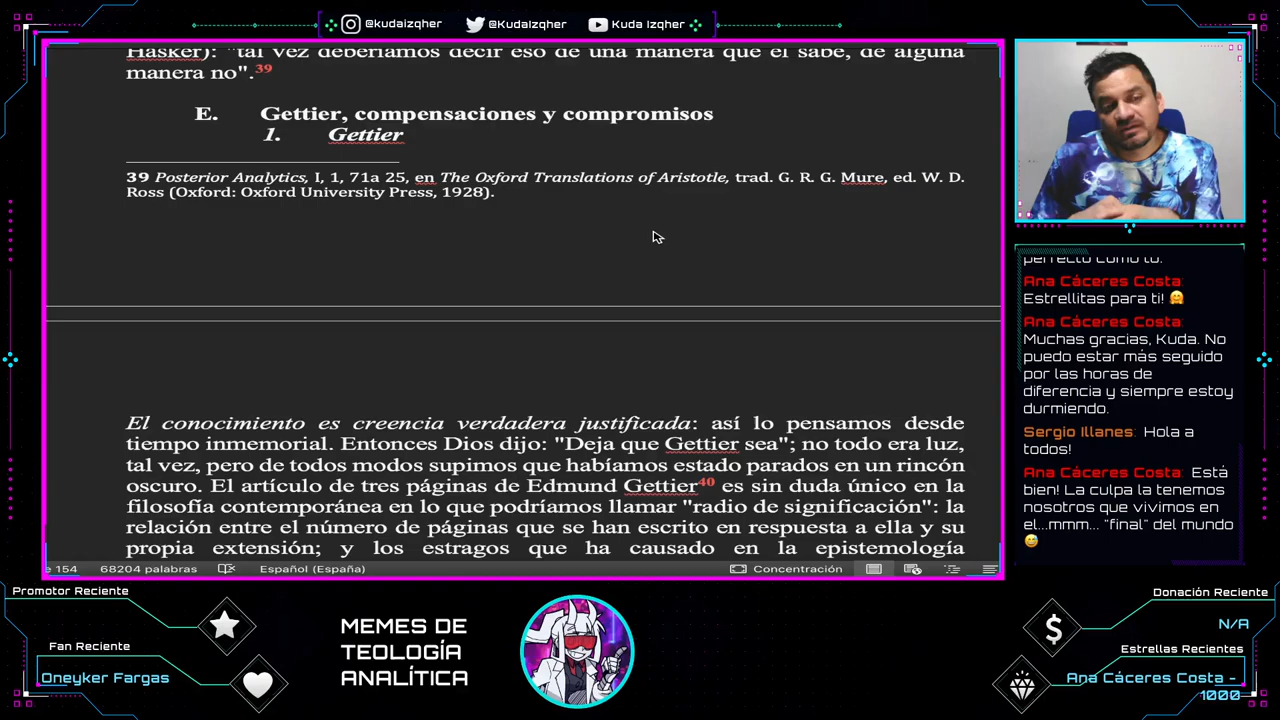 @kudaizqher
@Kudaizqher
Kuda Izqher
Hasker): "tal vez deberíamos decir eso de una manera que él sabe, de alguna
manera no".39
E. Gettier, compensaciones y compromisos
1. Gettier
39 Posterior Analytics, I, 1, 71a 25, en The Oxford Translations of Aristotle, trad. G. R. G. Mure, ed. W. D.
Ross (Oxford: Oxford University Press, 1928).
El conocimiento es creencia verdadera justificada: así lo pensamos desde
tiempo inmemorial. Entonces Dios dijo: "Deja que Gettier sea"; no todo era luz,
tal vez, pero de todos modos supimos que habíamos estado parados en un rincón
oscuro. El artículo de tres páginas de Edmund Gettier40 es sin duda único en la
filosofía contemporánea en lo que podríamos llamar "radio de significación": la
relación entre el número de páginas que se han escrito en respuesta a ella y su
propia extensión; y los estragos que ha causado en la epistemología
e 154
68204 palabras
Español (España)
Concentración
perfecto como tú.
Ana Cáceres Costa:
Estrellitas para ti! 🤗
Ana Cáceres Costa:
Muchas gracias, Kuda. No
puedo estar más seguido
por las horas de
diferencia y siempre estoy
durmiendo.
Sergio Illanes: Hola a
todos!
Ana Cáceres Costa: Está
bien! La culpa la tenemos
nosotros que vivimos en
el...mmm... "final" del mundo
😅
Promotor Reciente
Fan Reciente
Oneyker Fargas
MEMES DE
TEOLOGÍA
ANALÍTICA
Donación Reciente
N/A
Estrellas Recientes
Ana Cáceres Costa -
1000